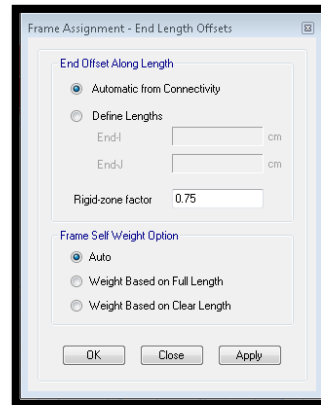 Frame Assignment - End Length Offsets
End Offset Along Length
Automatic from Connectivity
Define Lengths
End-I cm
End-J cm
Rigid-zone factor 0.75
Frame Self Weight Option
Auto
Weight Based on Full Length
Weight Based on Clear Length
OK Close Apply